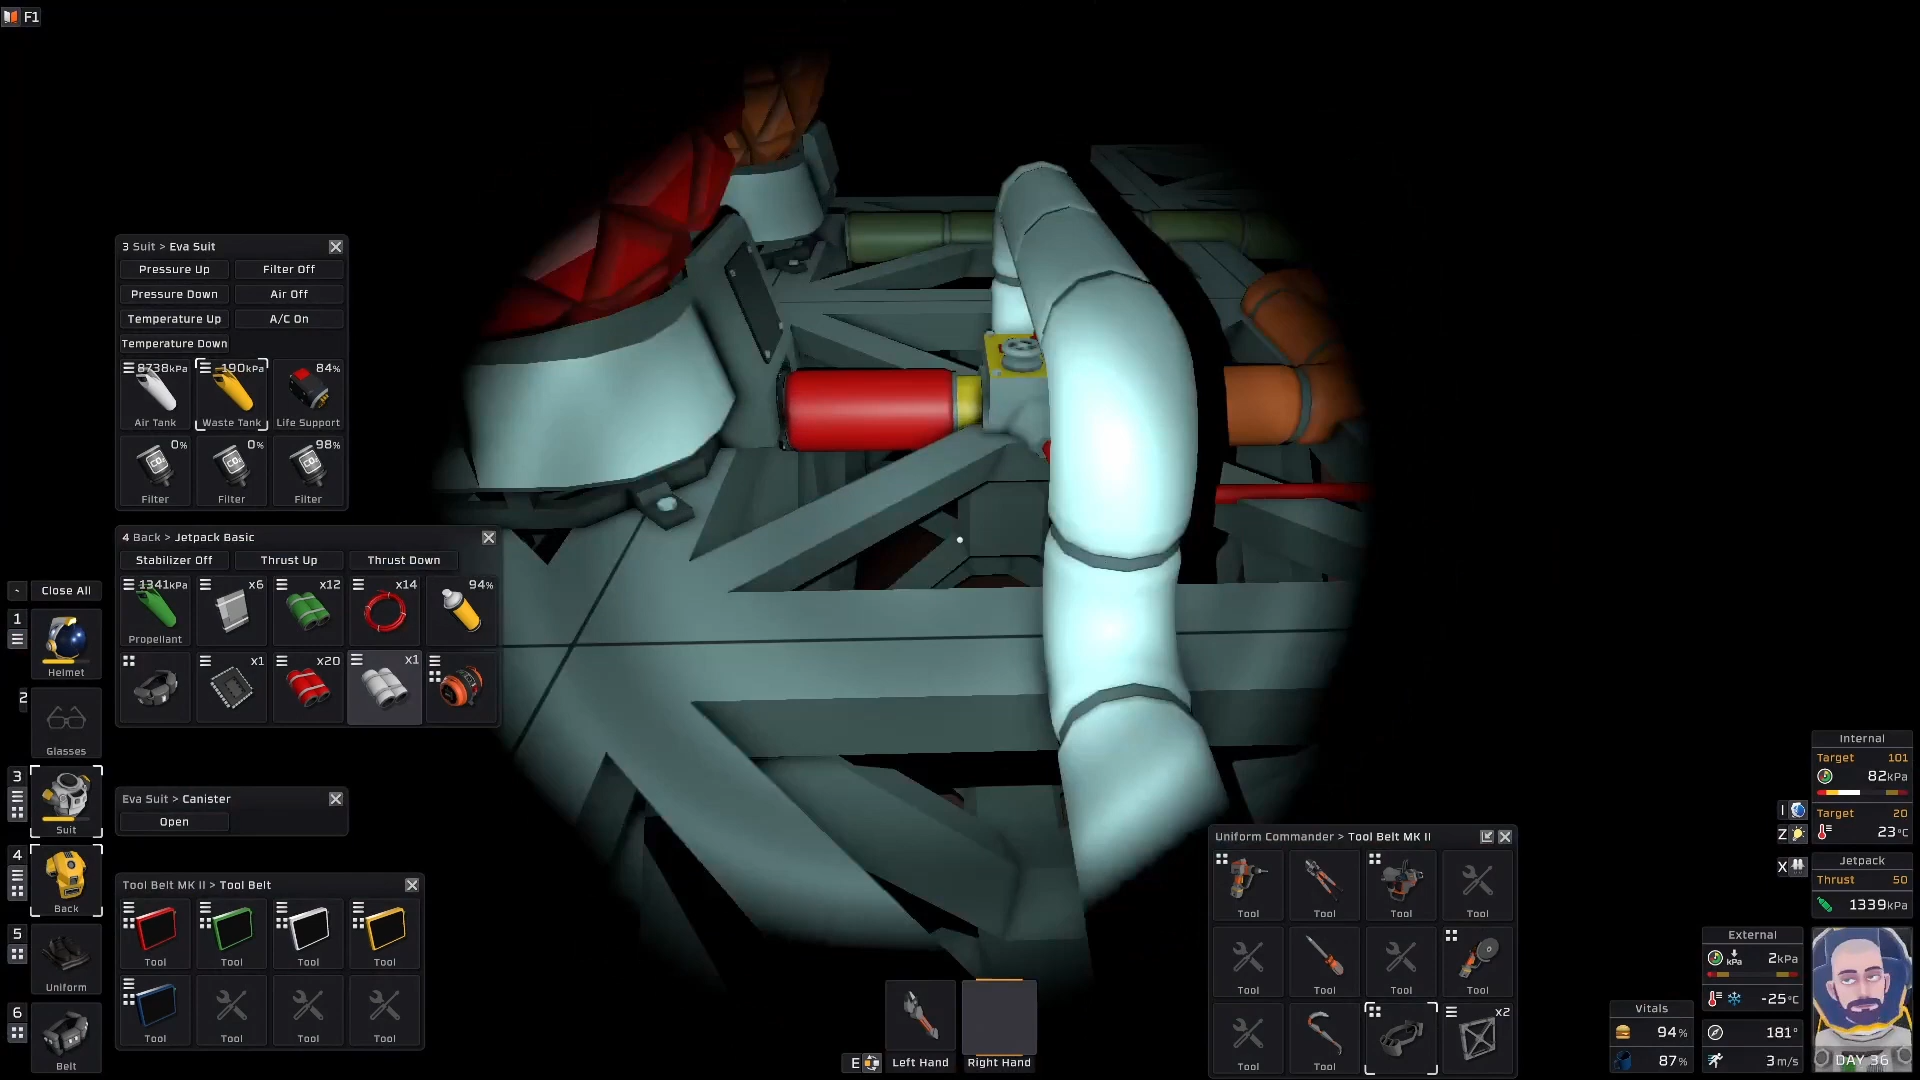 F1
3 Suit > Eva Suit
Pressure Up
Filter Off
Pressure Down
Air Off
Temperature Up
A/C On
Temperature Down
8738kPa
190kPa
84%
Air Tank
Waste Tank
Life Support
0%
0%
98%
Filter
Filter
Filter
4 Back > Jetpack Basic
Stabilizer Off
Thrust Up
Thrust Down
1341kPa
x6
x12
x14
94%
Propellant
x1
x20
x1
~
Close All
1
Helmet
2
Glasses
3
Suit
4
Back
5
Uniform
6
Belt
Eva Suit > Canister
Open
Tool Belt MK II > Tool Belt
Tool
Tool
Tool
Tool
Tool
Tool
Tool
Tool
E
Left Hand
Right Hand
Uniform Commander > Tool Belt MK II
Tool
Tool
Tool
Tool
Tool
Tool
Tool
Tool
Tool
Tool
x2
Internal
Target 101
82kPa
Target 20
23°C
I
Z
X
Jetpack
Thrust 50
1339kPa
External
kPa
2kPa
-25°C
181°
3m/s
Vitals
94%
87%
DAY 36